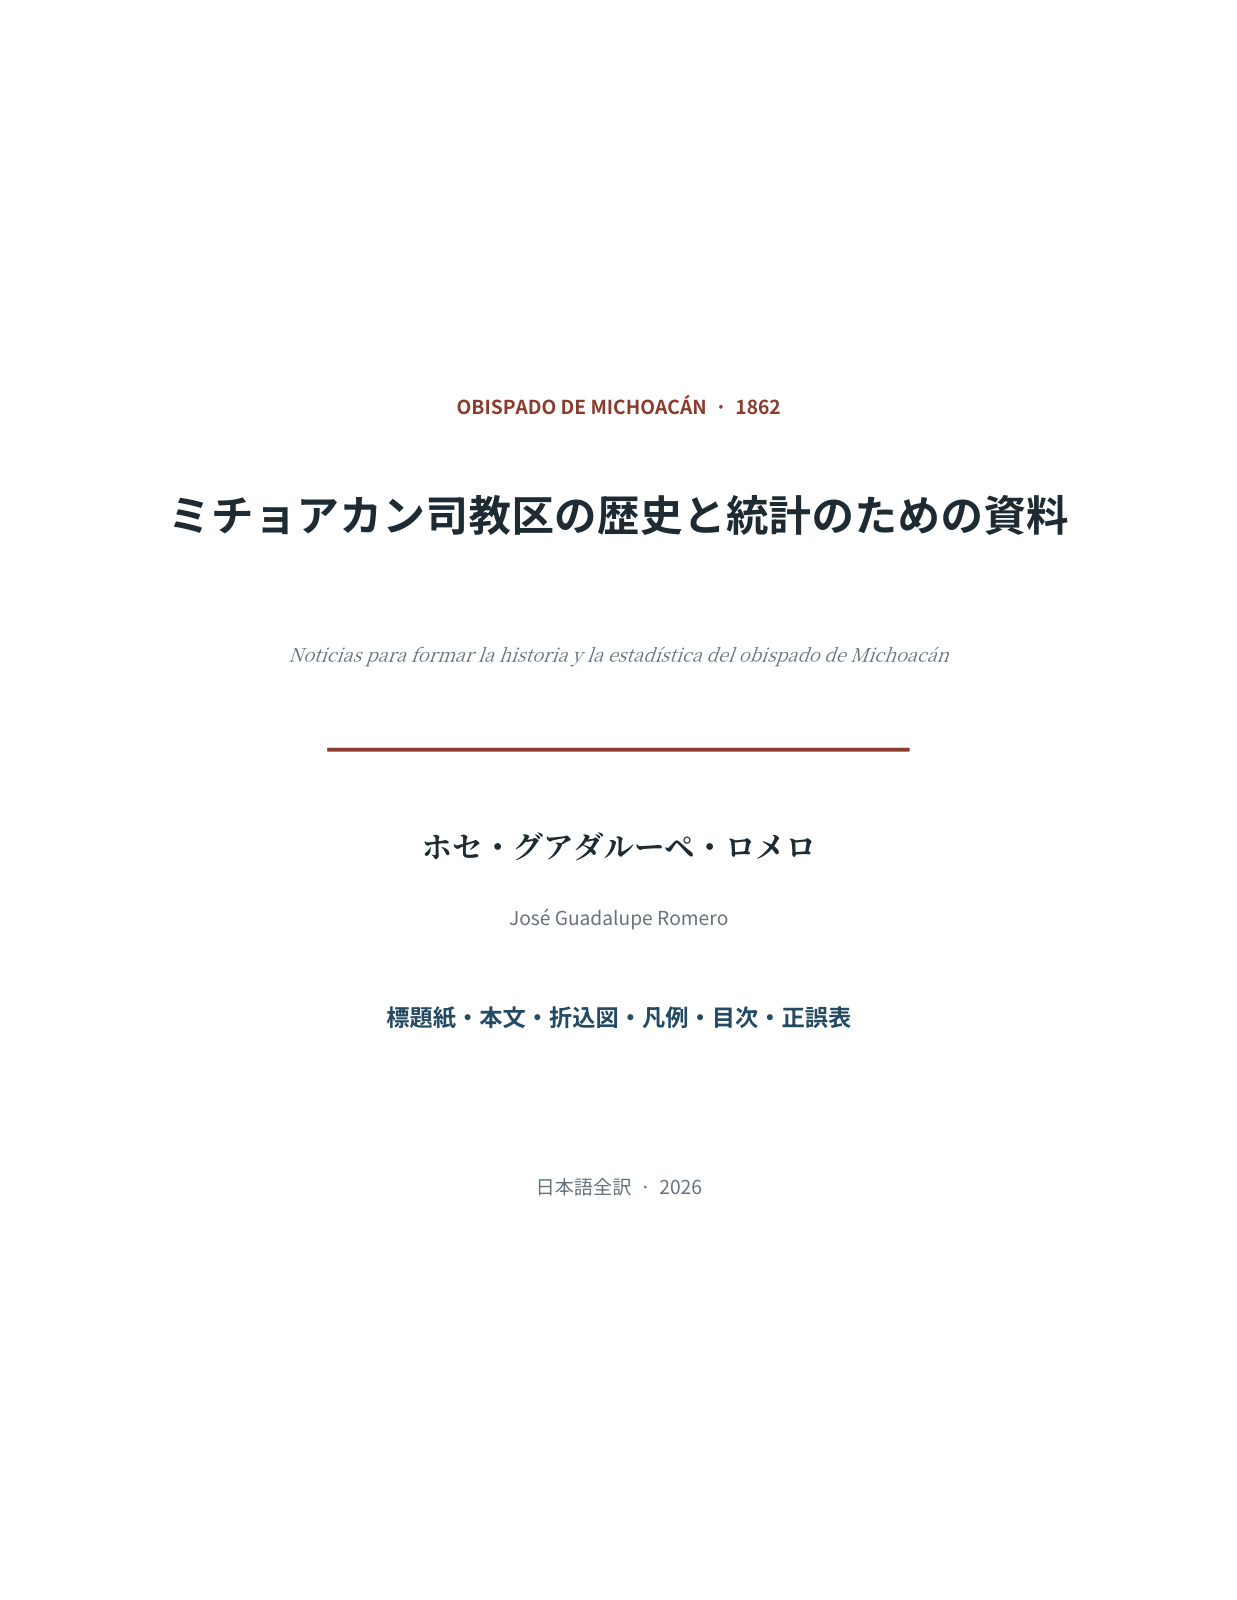 OBISPADO DE MICHOACÁN · 1862
ミチョアカン司教区の歴史と統計のための資料
Noticias para formar la historia y la estadística del obispado de Michoacán
ホセ・グアダルーペ・ロメロ
José Guadalupe Romero
標題紙・本文・折込図・凡例・目次・正誤表
日本語全訳 · 2026